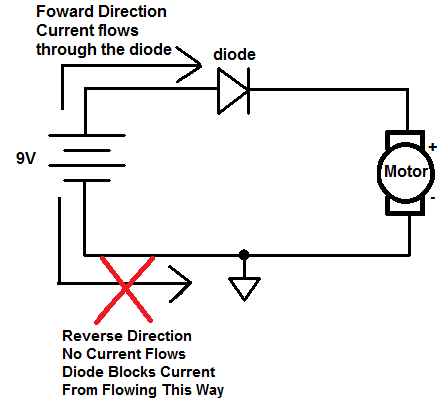 Foward Direction
Current flows
through the diode
diode
9V
+
Motor
-
Reverse Direction
No Current Flows
Diode Blocks Current
From Flowing This Way